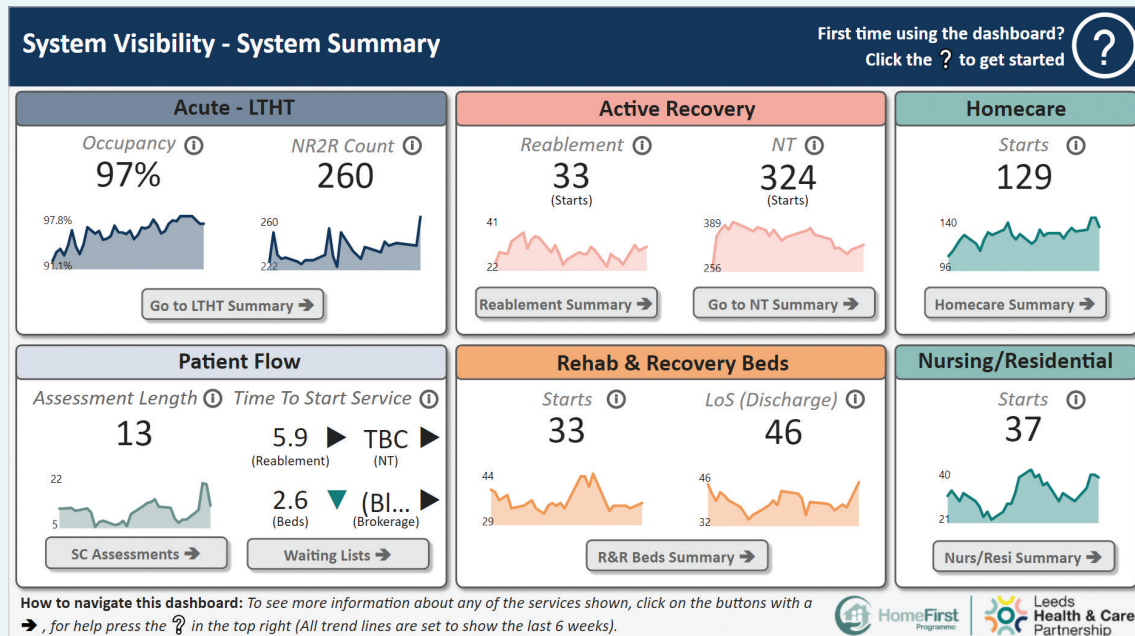 System Visibility - System Summary
First time using the dashboard?
Click the ? to get started
?
Acute - LTHT
Occupancy
97%
97.8%
91.1%
NR2R Count
260
260
222
Go to LTHT Summary →
Active Recovery
Reablement
33
(Starts)
41
22
Reablement Summary →
NT
324
(Starts)
389
256
Go to NT Summary →
Homecare
Starts
129
140
96
Homecare Summary →
Patient Flow
Assessment Length
13
22
5
SC Assessments →
Time To Start Service
5.9
(Reablement)
TBC
(NT)
2.6
(Beds)
(Bl...
(Brokerage)
Waiting Lists →
Rehab & Recovery Beds
Starts
33
44
29
LoS (Discharge)
46
46
32
R&R Beds Summary →
Nursing/Residential
Starts
37
40
21
Nurs/Resi Summary →
How to navigate this dashboard: To see more information about any of the services shown, click on the buttons with a
→ , for help press the ? in the top right (All trend lines are set to show the last 6 weeks).
HomeFirst
Programme
Leeds
Health & Care
Partnership